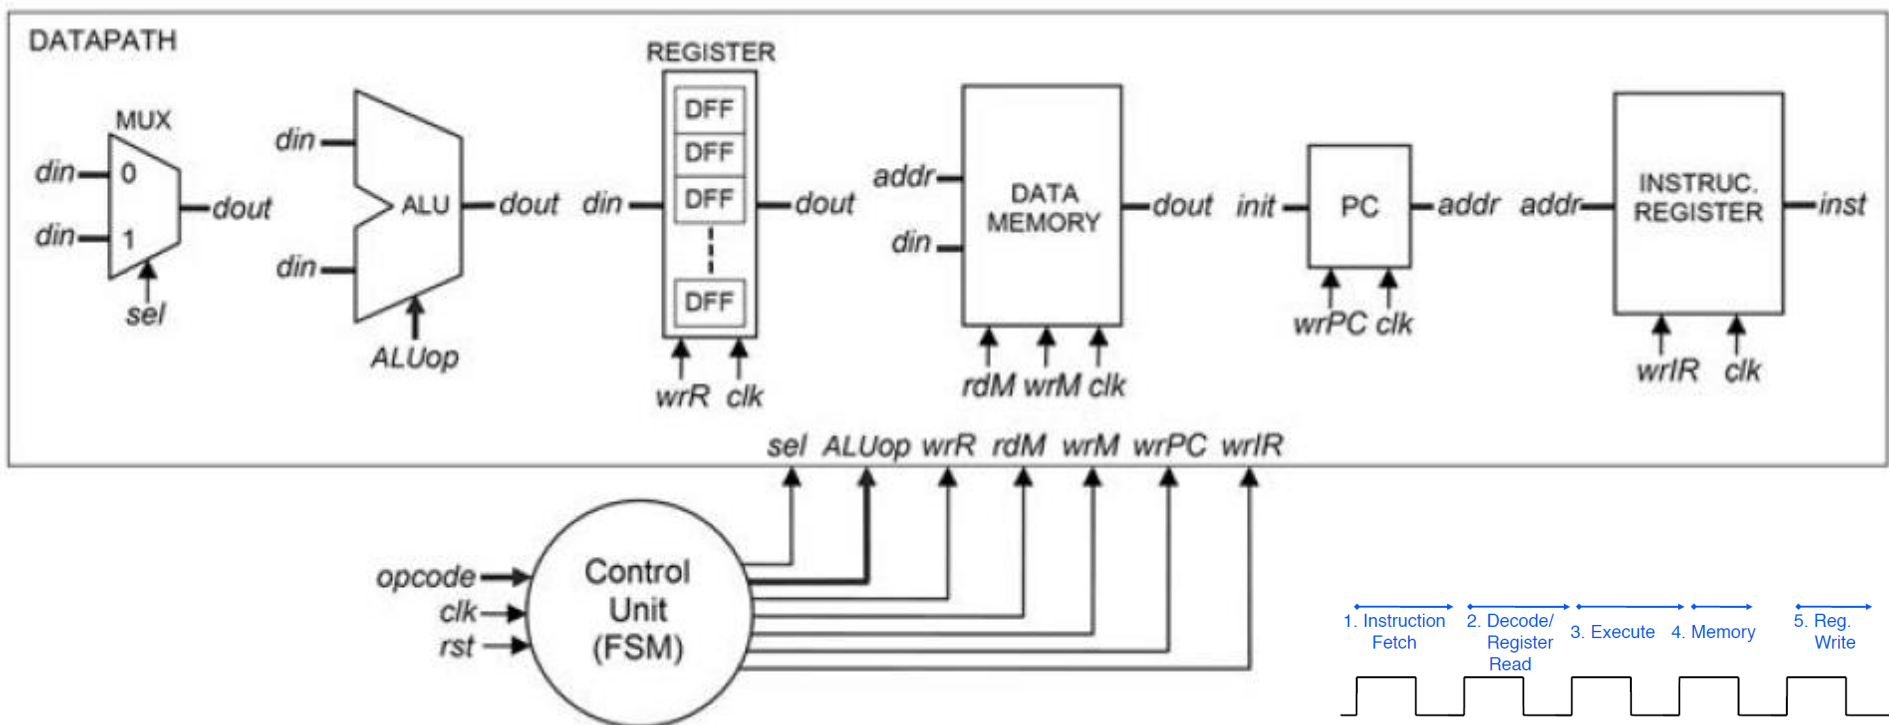 DATAPATH
MUX
din
0
din
1
dout
sel
din
din
ALU
dout
ALUop
REGISTER
DFF
DFF
DFF
DFF
din
dout
wrR clk
addr
din
DATA
MEMORY
dout
rdM wrM clk
init
PC
addr
wrPC clk
addr
INSTRUC.
REGISTER
inst
wrIR clk
sel ALUop wrR rdM wrM wrPC wrIR
opcode
clk
rst
Control
Unit
(FSM)
1. Instruction
Fetch
2. Decode/
Register
Read
3. Execute
4. Memory
5. Reg.
Write